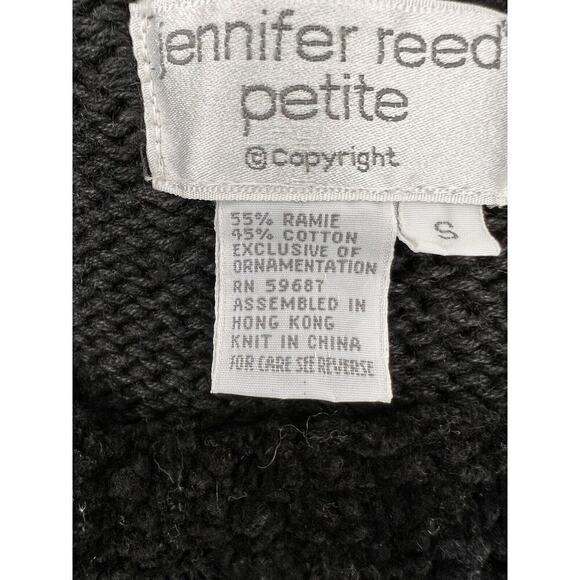 jennifer reed®
petite
© Copyright
S
55% RAMIE
45% COTTON
EXCLUSIVE OF
ORNAMENTATION
RN 59687
ASSEMBLED IN
HONG KONG
KNIT IN CHINA
FOR CARE SEE REVERSE